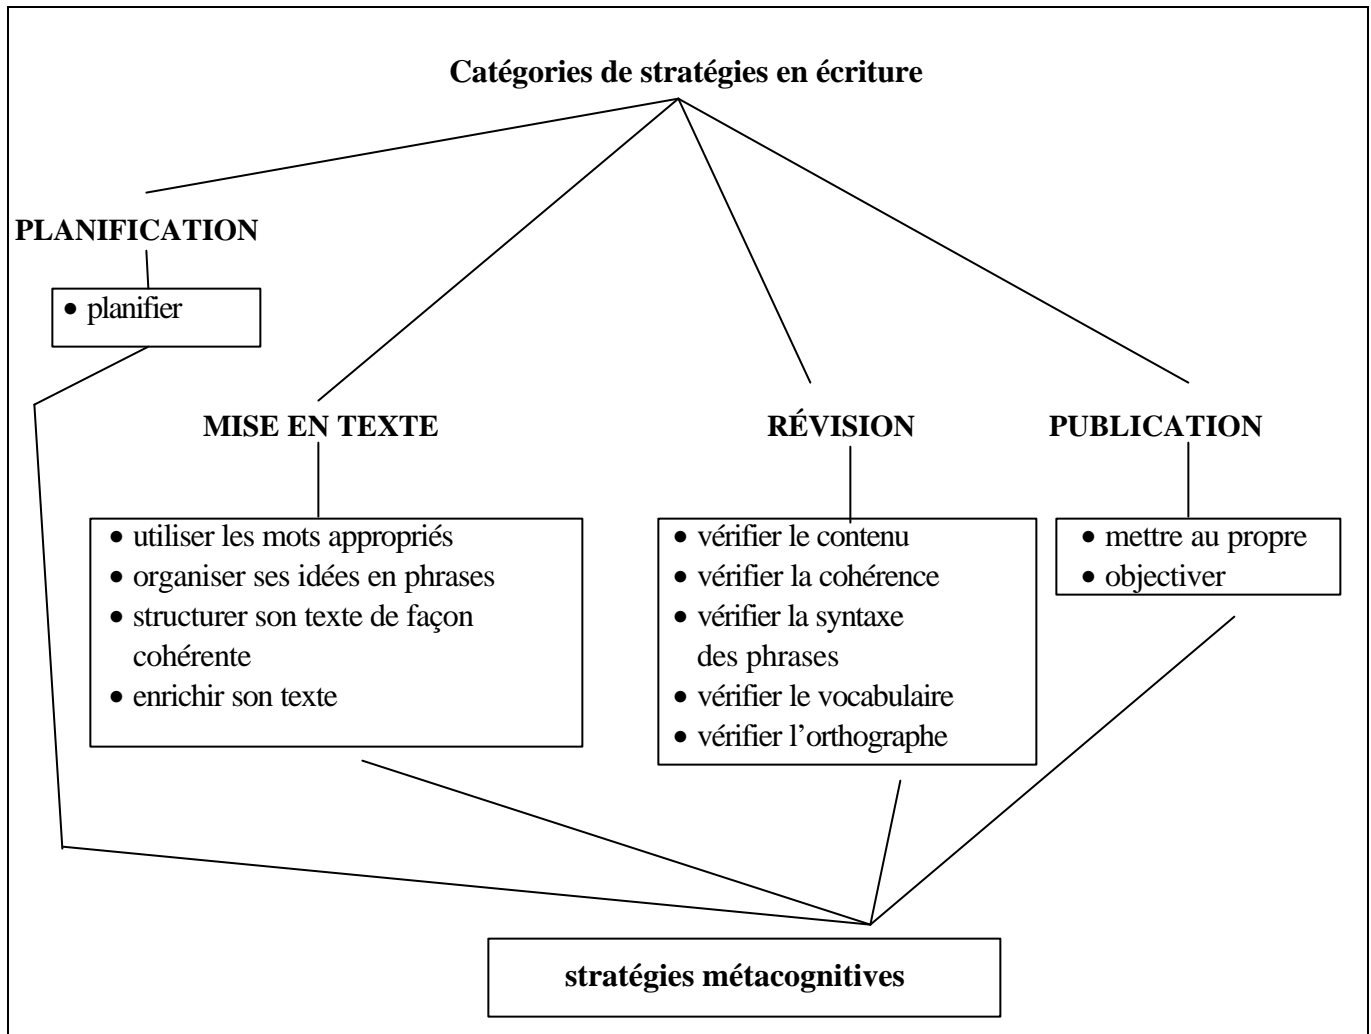 Catégories de stratégies en écriture
PLANIFICATION
• planifier
MISE EN TEXTE
• utiliser les mots appropriés
• organiser ses idées en phrases
• structurer son texte de façon
cohérente
• enrichir son texte
RÉVISION
• vérifier le contenu
• vérifier la cohérence
• vérifier la syntaxe
des phrases
• vérifier le vocabulaire
• vérifier l’orthographe
PUBLICATION
• mettre au propre
• objectiver
stratégies métacognitives